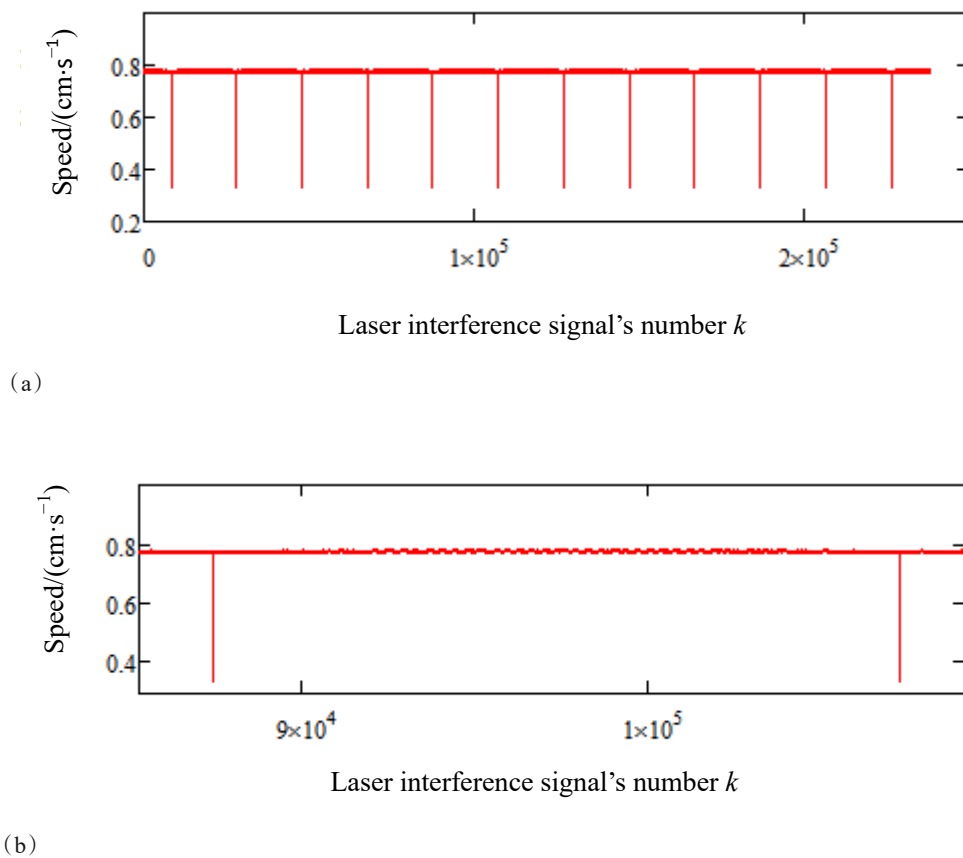 Speed/(cm·s⁻¹)
0.8
0.6
0.4
0.2
0
1×10⁵
2×10⁵
Laser interference signal's number k
（a）
Speed/(cm·s⁻¹)
0.8
0.6
0.4
9×10⁴
1×10⁵
Laser interference signal's number k
（b）